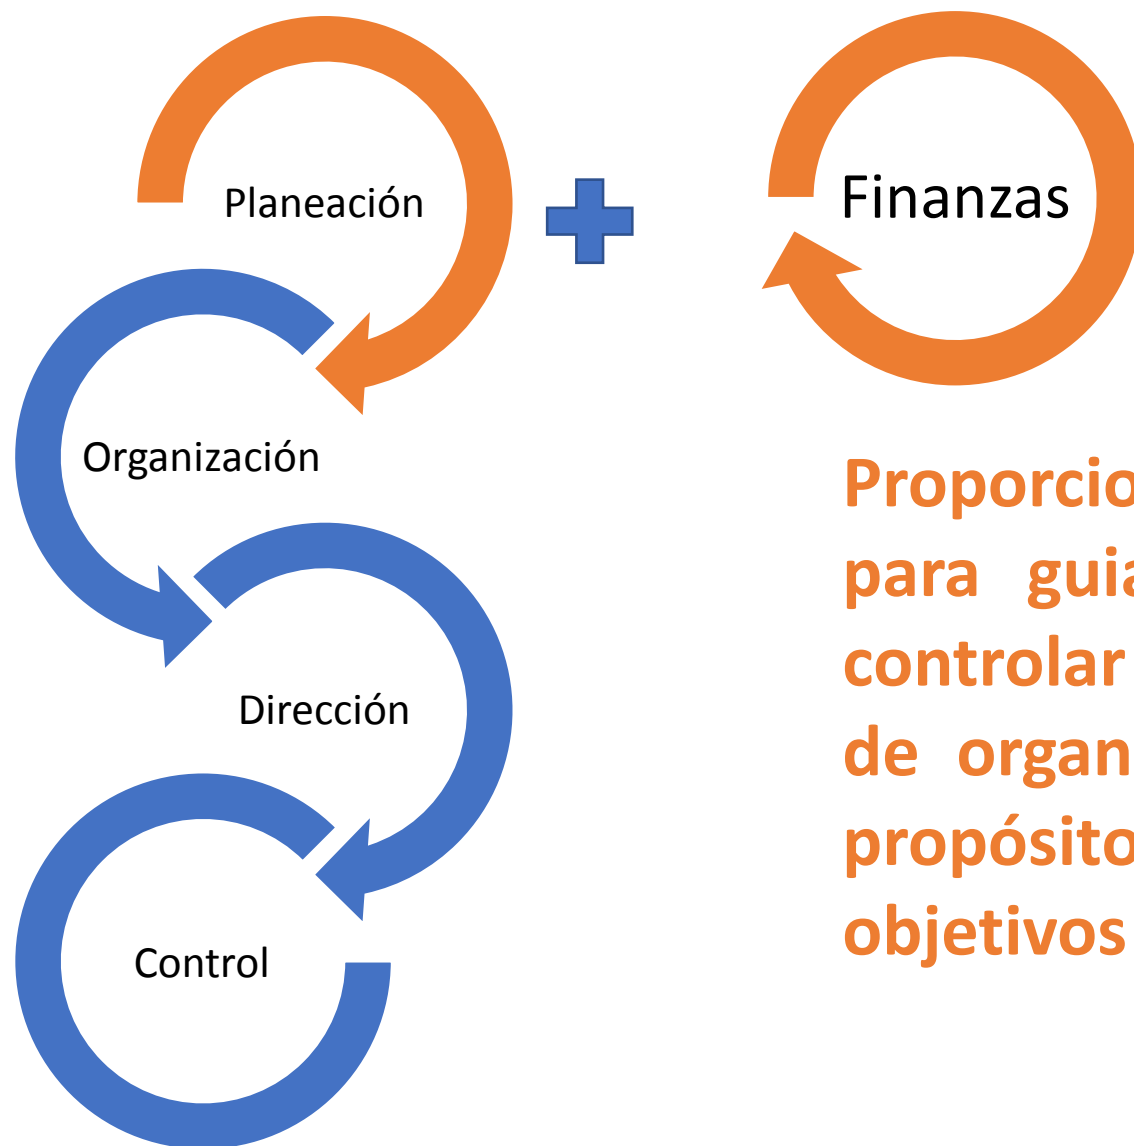 Planeación
Finanzas
Organización
Dirección
Control
Proporcio
para guia
controlar
de organ
propósito
objetivos